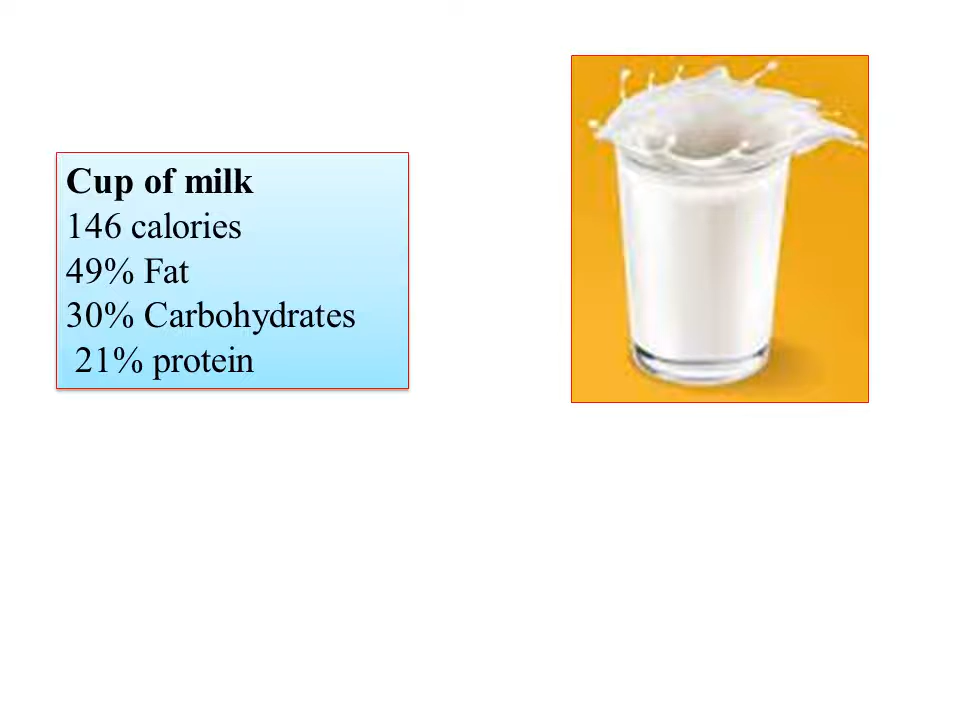 Cup of milk
146 calories
49% Fat
30% Carbohydrates
21% protein